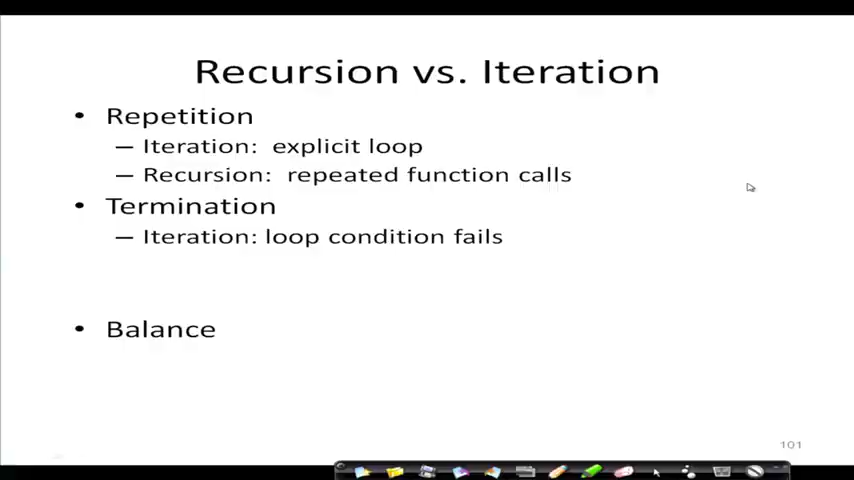 Recursion vs. Iteration
• Repetition
– Iteration:  explicit loop
– Recursion:  repeated function calls
• Termination
– Iteration: loop condition fails
• Balance
101